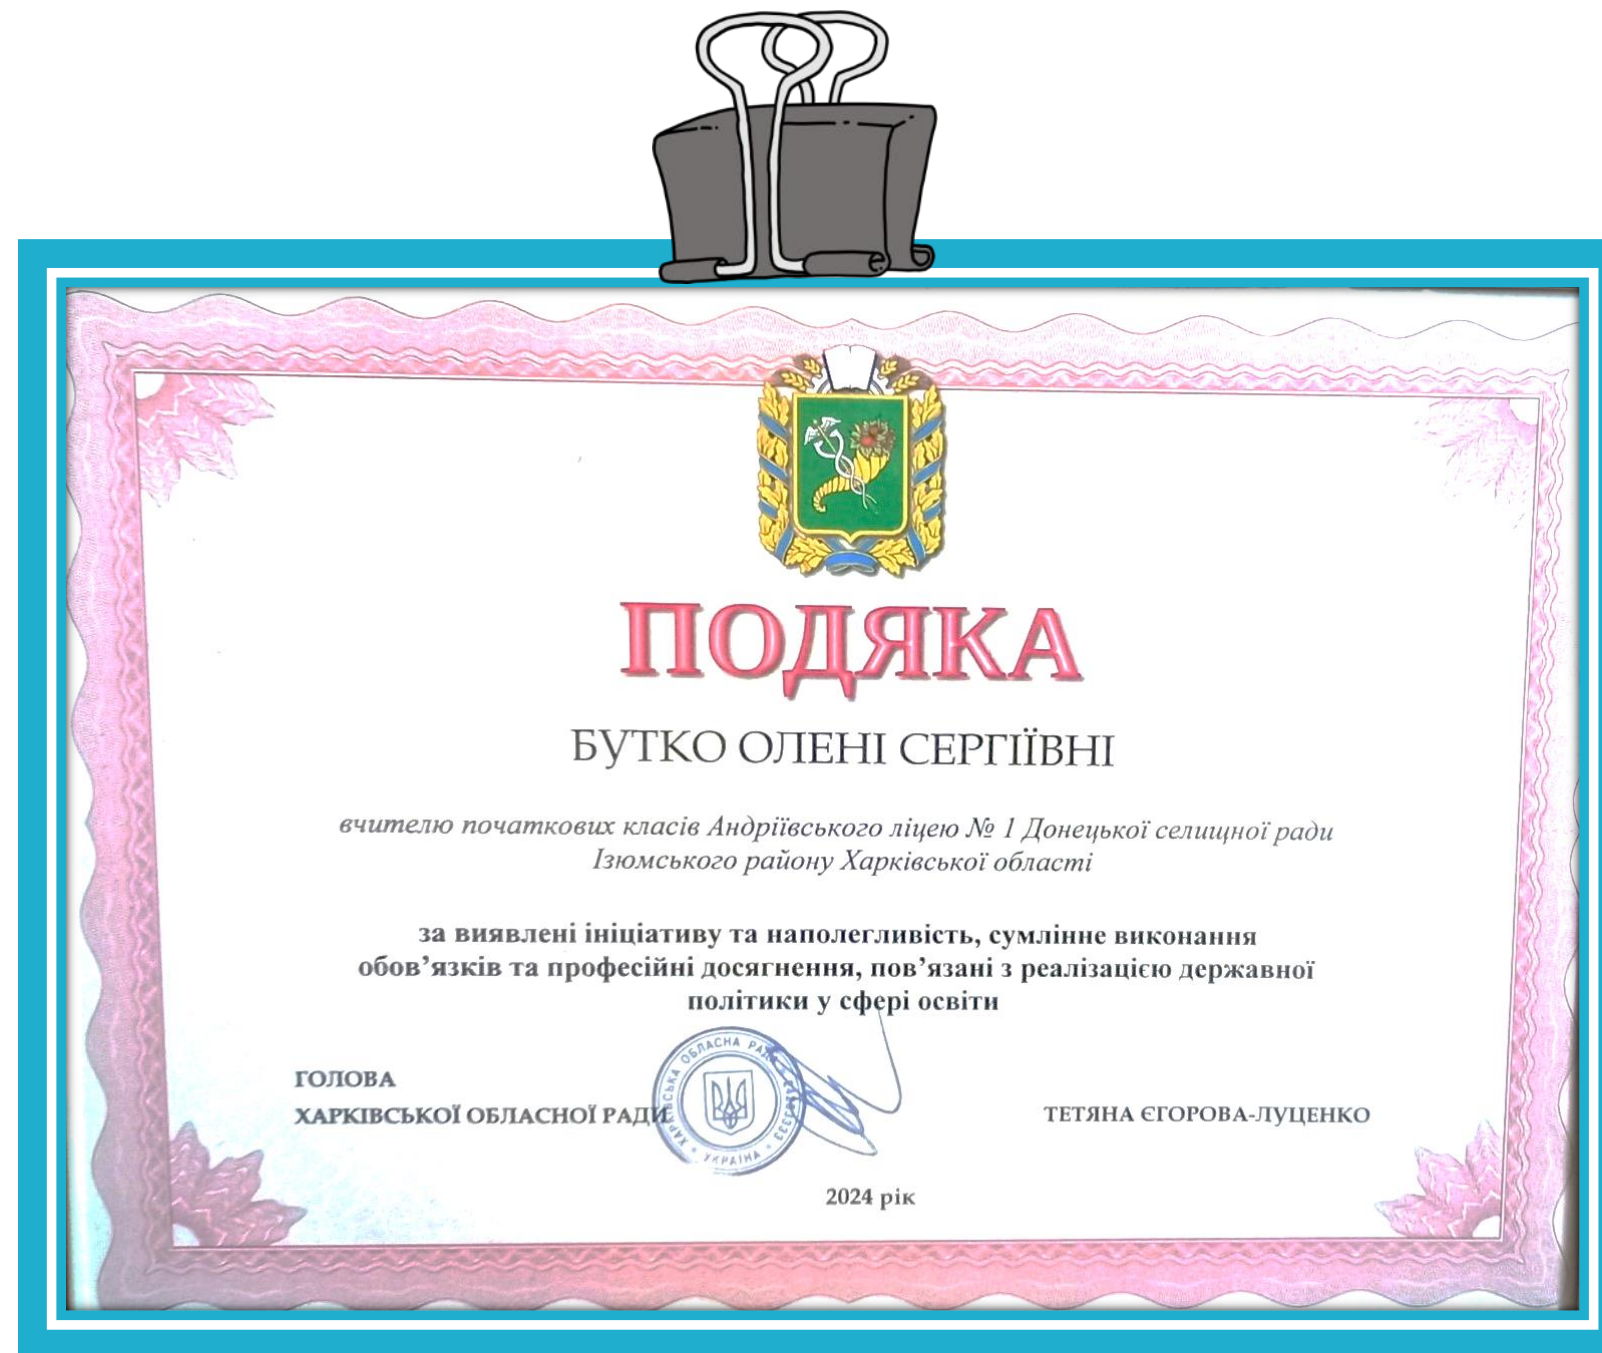 ПОДЯКА
БУТКО ОЛЕНІ СЕРГІЇВНІ
вчителю початкових класів Андріївського ліцею № 1 Донецької селищної ради
Ізюмського району Харківської області
за виявлені ініціативу та наполегливість, сумлінне виконання
обов’язків та професійні досягнення, пов’язані з реалізацією державної
політики у сфері освіти
ГОЛОВА
ХАРКІВСЬКОЇ ОБЛАСНОЇ РАДИ
ХАРКІВСЬКА ОБЛАСНА РАДА
УКРАЇНА
ТЕТЯНА ЄГОРОВА-ЛУЦЕНКО
2024 рік